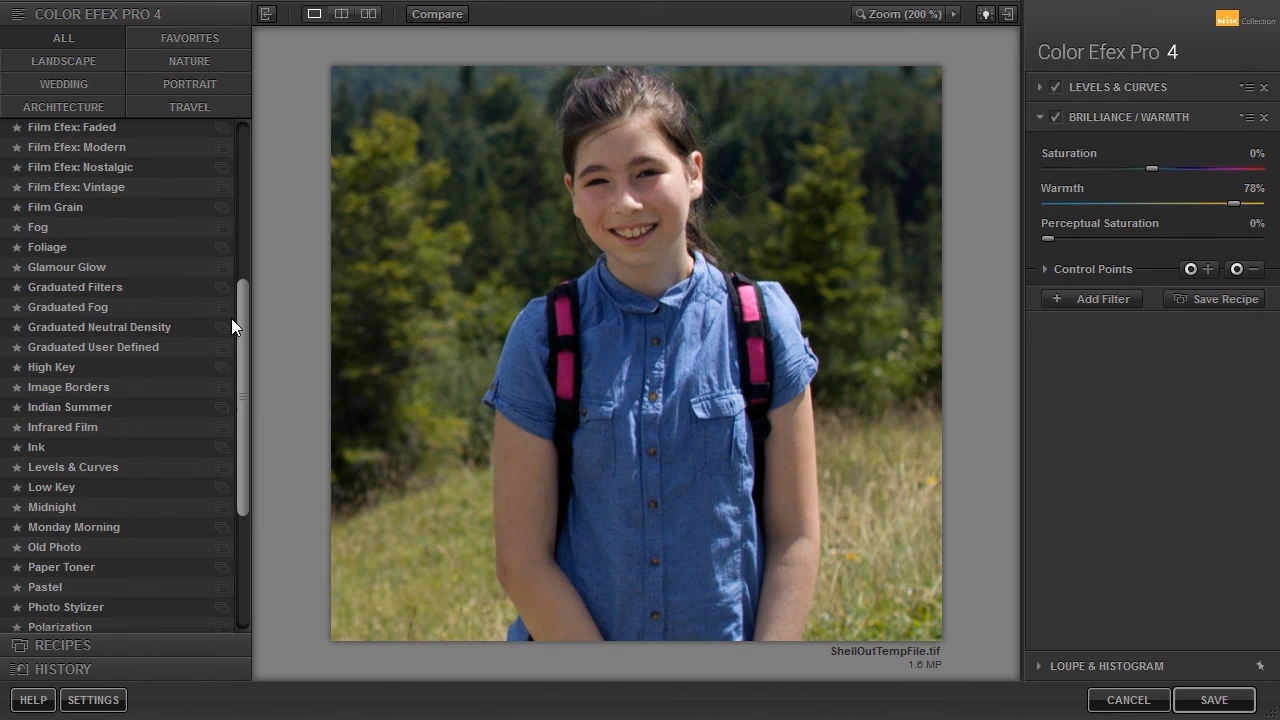 COLOR EFEX PRO 4
ALL
FAVORITES
LANDSCAPE
NATURE
WEDDING
PORTRAIT
ARCHITECTURE
TRAVEL
Film Efex: Faded
Film Efex: Modern
Film Efex: Nostalgic
Film Efex: Vintage
Film Grain
Fog
Foliage
Glamour Glow
Graduated Filters
Graduated Fog
Graduated Neutral Density
Graduated User Defined
High Key
Image Borders
Indian Summer
Infrared Film
Ink
Levels & Curves
Low Key
Midnight
Monday Morning
Old Photo
Paper Toner
Pastel
Photo Stylizer
Polarization
RECIPES
HISTORY
HELP
SETTINGS
Compare
Zoom (200 %)
ShellOutTempFile.tif
1.6 MP
Nik Collection
Color Efex Pro 4
LEVELS & CURVES
BRILLIANCE / WARMTH
Saturation 0%
Warmth 78%
Perceptual Saturation 0%
Control Points
Add Filter
Save Recipe
LOUPE & HISTOGRAM
CANCEL
SAVE